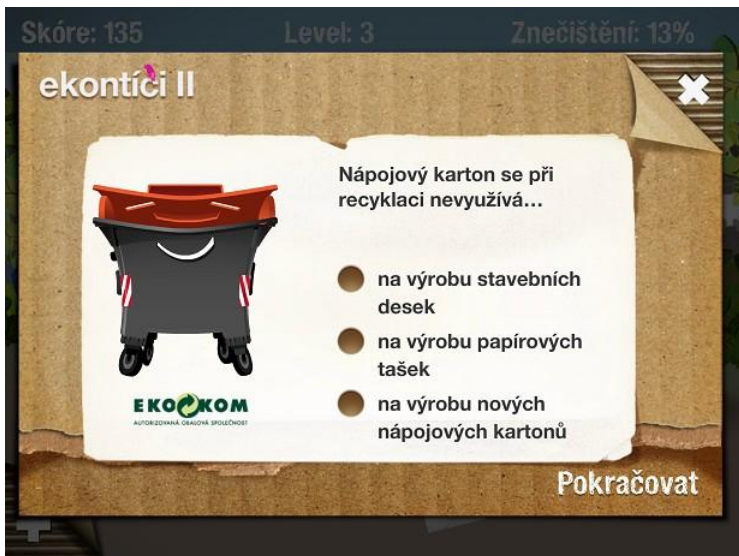 Skóre: 135
Level: 3
Znečištění: 13%
ekontíci II
Nápojový karton se při
recyklaci nevyužívá...
na výrobu stavebních
desek
na výrobu papírových
tašek
na výrobu nových
nápojových kartonů
EKO KOM
AUTORIZOVANÁ OBALOVÁ SPOLEČNOST
Pokračovat